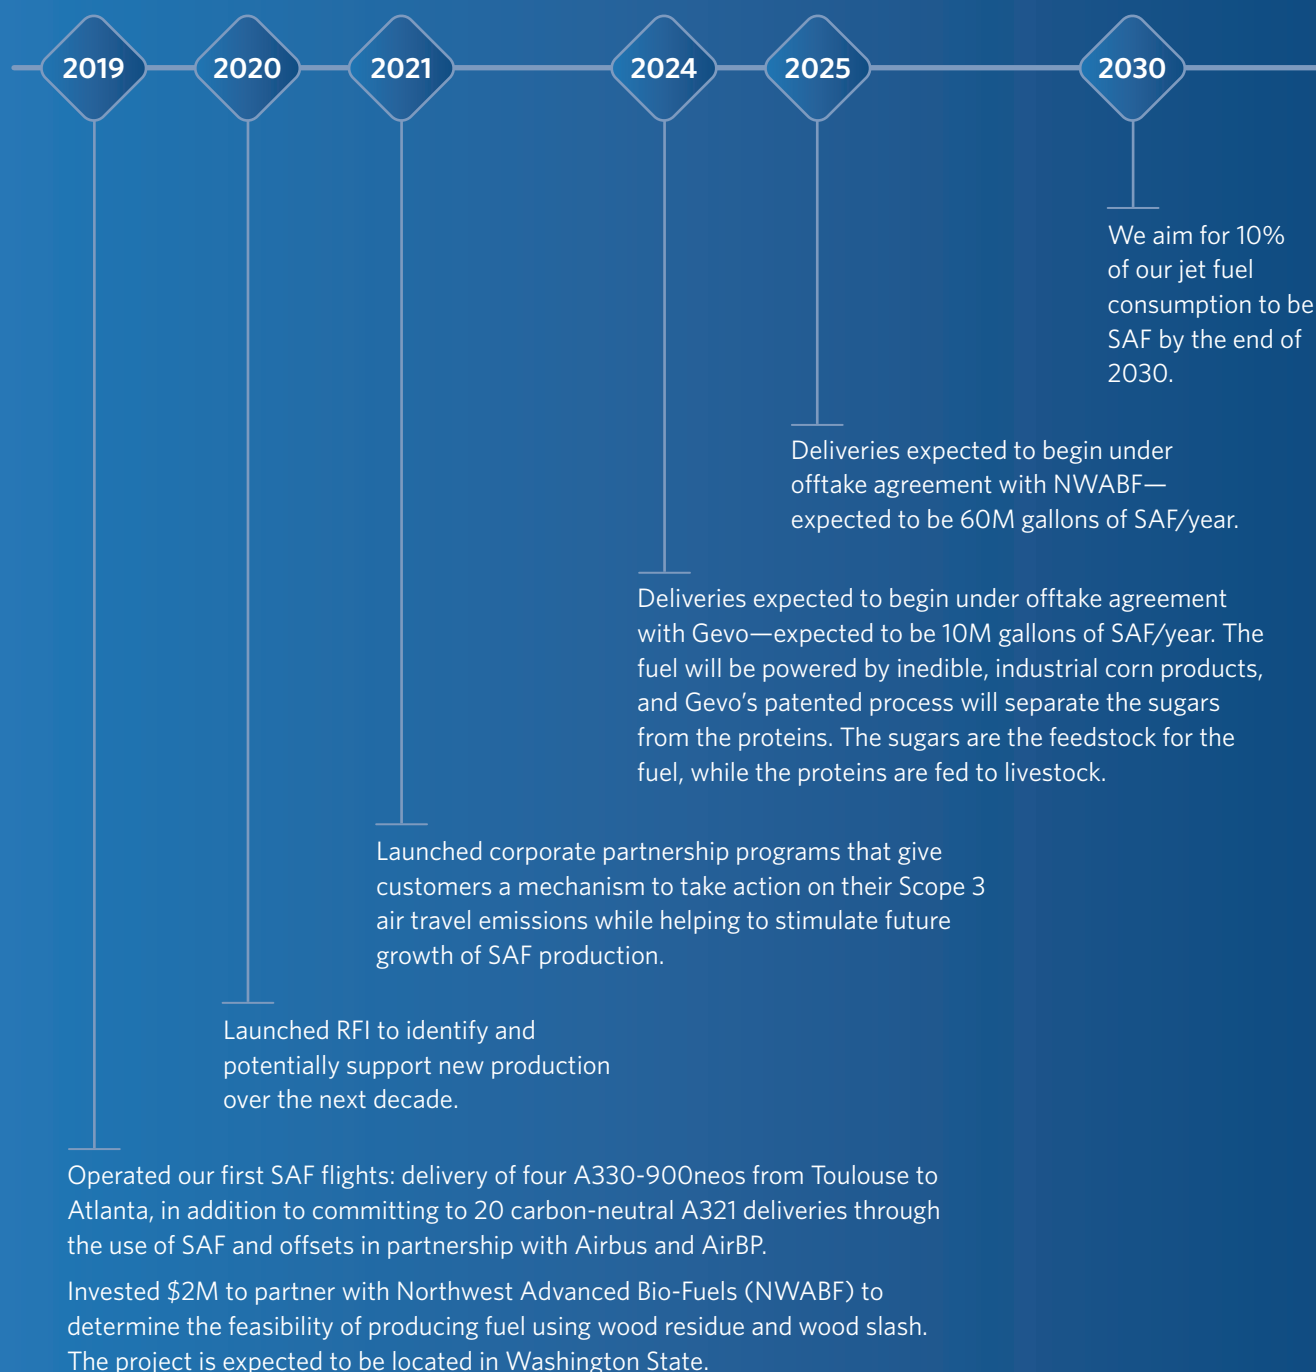 2019
2020
2021
2024
2025
2030
We aim for 10%
of our jet fuel
consumption to be
SAF by the end of
2030.
Deliveries expected to begin under
offtake agreement with NWABF—
expected to be 60M gallons of SAF/year.
Deliveries expected to begin under offtake agreement
with Gevo—expected to be 10M gallons of SAF/year. The
fuel will be powered by inedible, industrial corn products,
and Gevo’s patented process will separate the sugars
from the proteins. The sugars are the feedstock for the
fuel, while the proteins are fed to livestock.
Launched corporate partnership programs that give
customers a mechanism to take action on their Scope 3
air travel emissions while helping to stimulate future
growth of SAF production.
Launched RFI to identify and
potentially support new production
over the next decade.
Operated our first SAF flights: delivery of four A330-900neos from Toulouse to
Atlanta, in addition to committing to 20 carbon-neutral A321 deliveries through
the use of SAF and offsets in partnership with Airbus and AirBP.
Invested $2M to partner with Northwest Advanced Bio-Fuels (NWABF) to
determine the feasibility of producing fuel using wood residue and wood slash.
The project is expected to be located in Washington State.